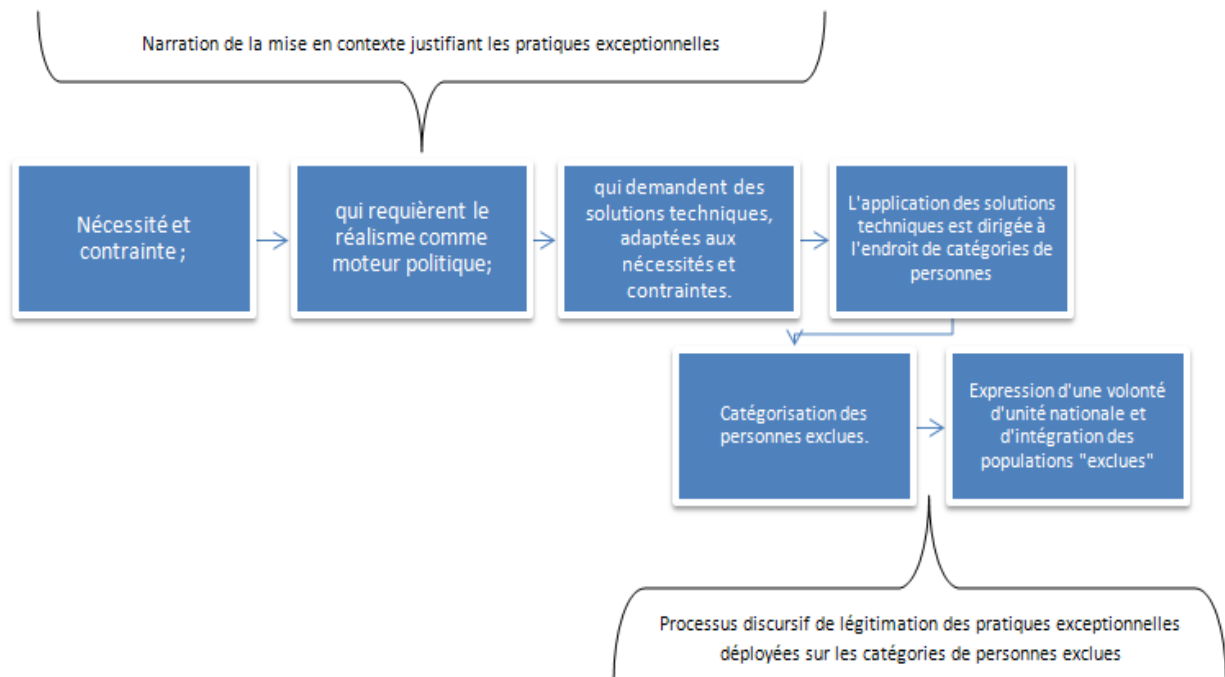 Narration de la mise en contexte justifiant les pratiques exceptionnelles
Nécessité et
contrainte ;
qui requièrent le
réalisme comme
moteur politique;
qui demandent des
solutions techniques,
adaptées aux
nécessités et
contraintes.
L'application des solutions
techniques est dirigée à
l'endroit de catégories de
personnes
Catégorisation des
personnes exclues.
Expression d'une volonté
d'unité nationale et
d'intégration des
populations "exclues"
Processus discursif de légitimation des pratiques exceptionnelles
déployées sur les catégories de personnes exclues